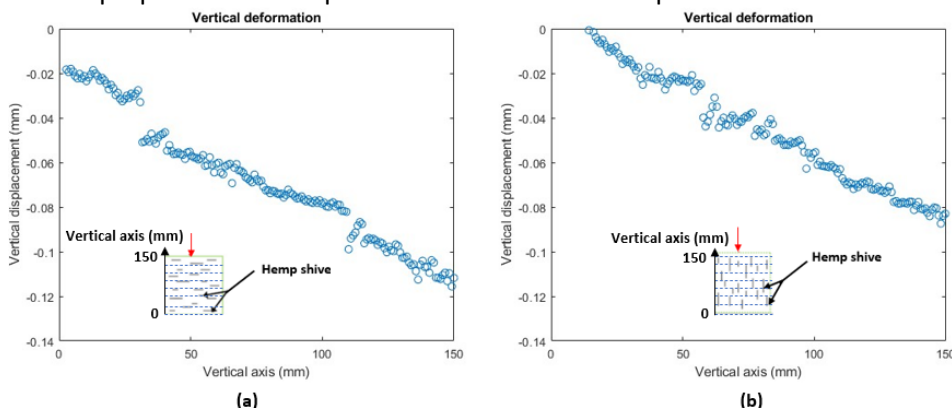 Vertical deformation
0
-0.02
-0.04
-0.06
-0.08
-0.1
-0.12
-0.14
Vertical displacement (mm)
Vertical axis (mm)
150
0
Hemp shive
0
50
100
150
Vertical axis (mm)
(a)
Vertical deformation
0
-0.02
-0.04
-0.06
-0.08
-0.1
-0.12
-0.14
Vertical displacement (mm)
Vertical axis (mm)
150
0
Hemp shive
0
50
100
150
Vertical axis (mm)
(b)